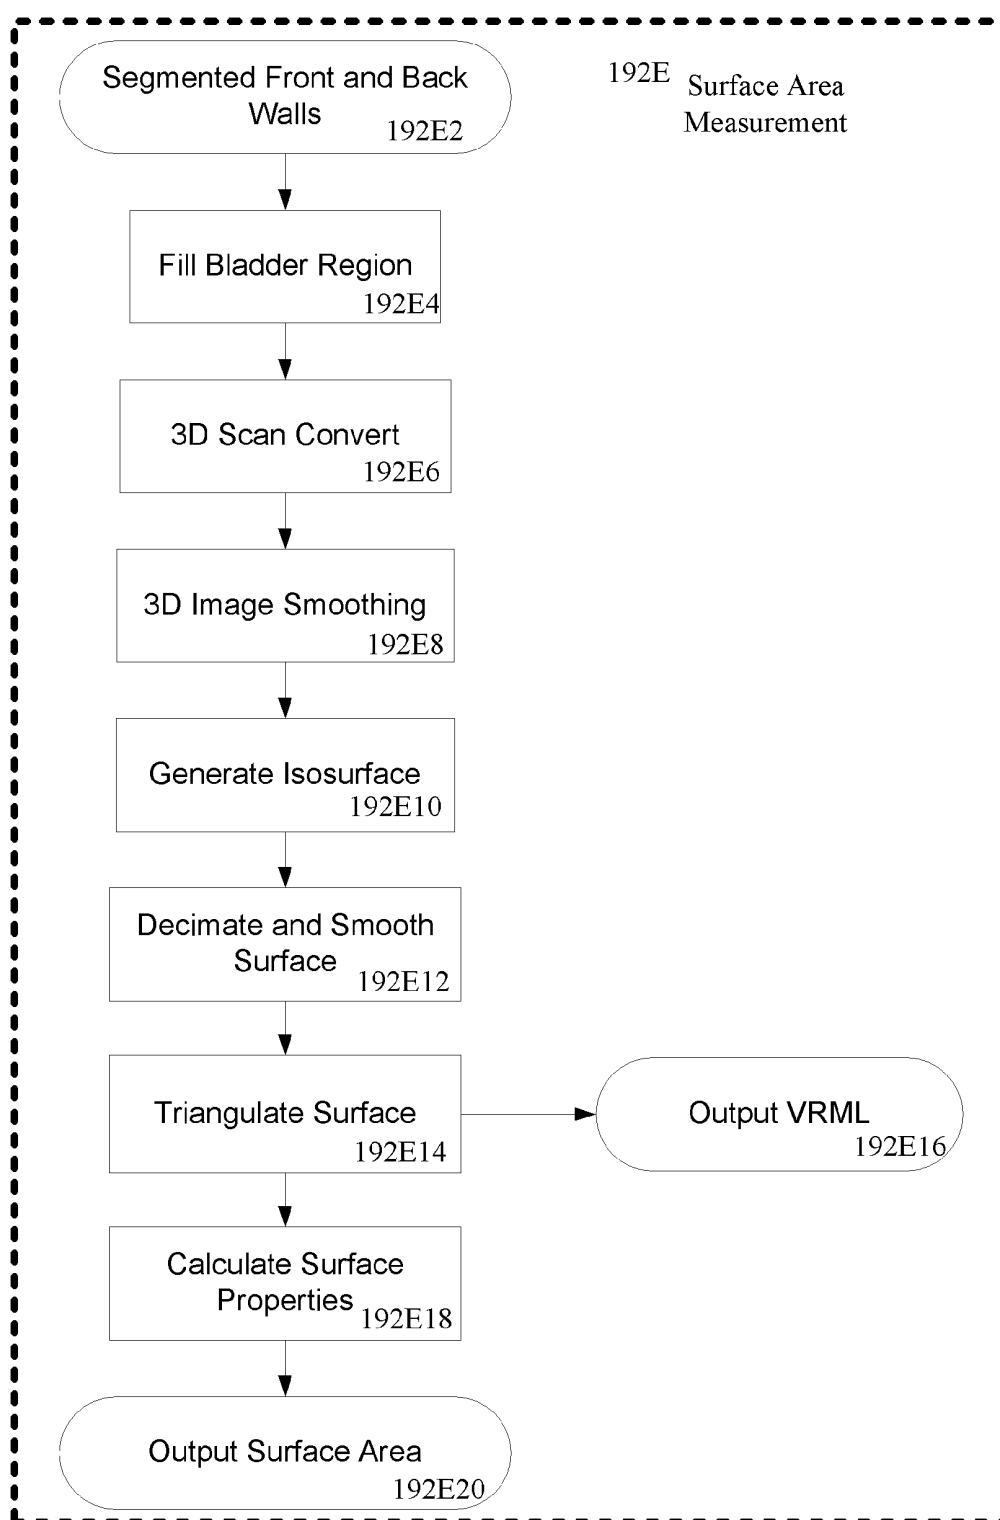 Segmented Front and Back
Walls
192E2
192E
Surface Area
Measurement
Fill Bladder Region
192E4
3D Scan Convert
192E6
3D Image Smoothing
192E8
Generate Isosurface
192E10
Decimate and Smooth
Surface
192E12
Triangulate Surface
192E14
Output VRML
192E16
Calculate Surface
Properties
192E18
Output Surface Area
192E20